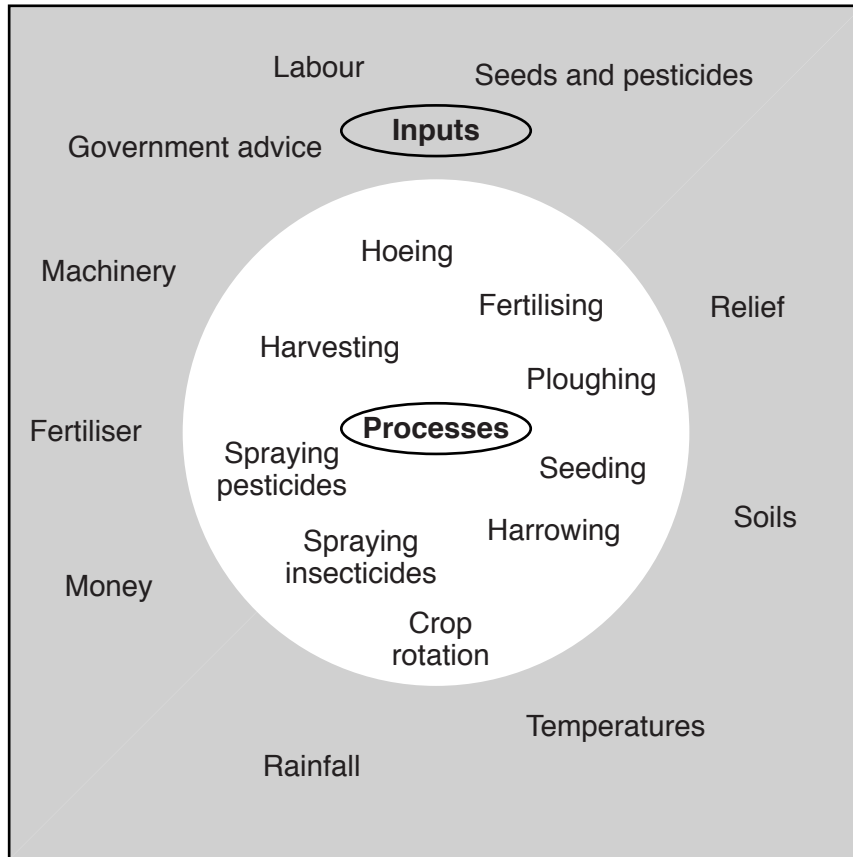 Labour
Seeds and pesticides
Inputs
Government advice
Hoeing
Machinery
Fertilising
Relief
Harvesting
Ploughing
Fertiliser
Processes
Spraying
pesticides
Seeding
Soils
Harrowing
Spraying
insecticides
Money
Crop
rotation
Temperatures
Rainfall